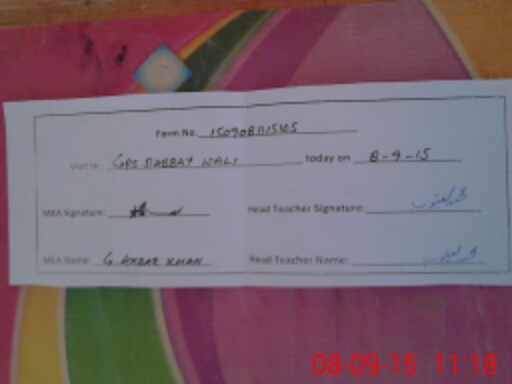 Form No. 1509081115165
Visit to : GPS DABBAY WALI today on 8-9-15
MEA Signature: Head Teacher Signature:
MEA Name: G. AKBAR KHAN Head Teacher Name:
08-09-15 11:18